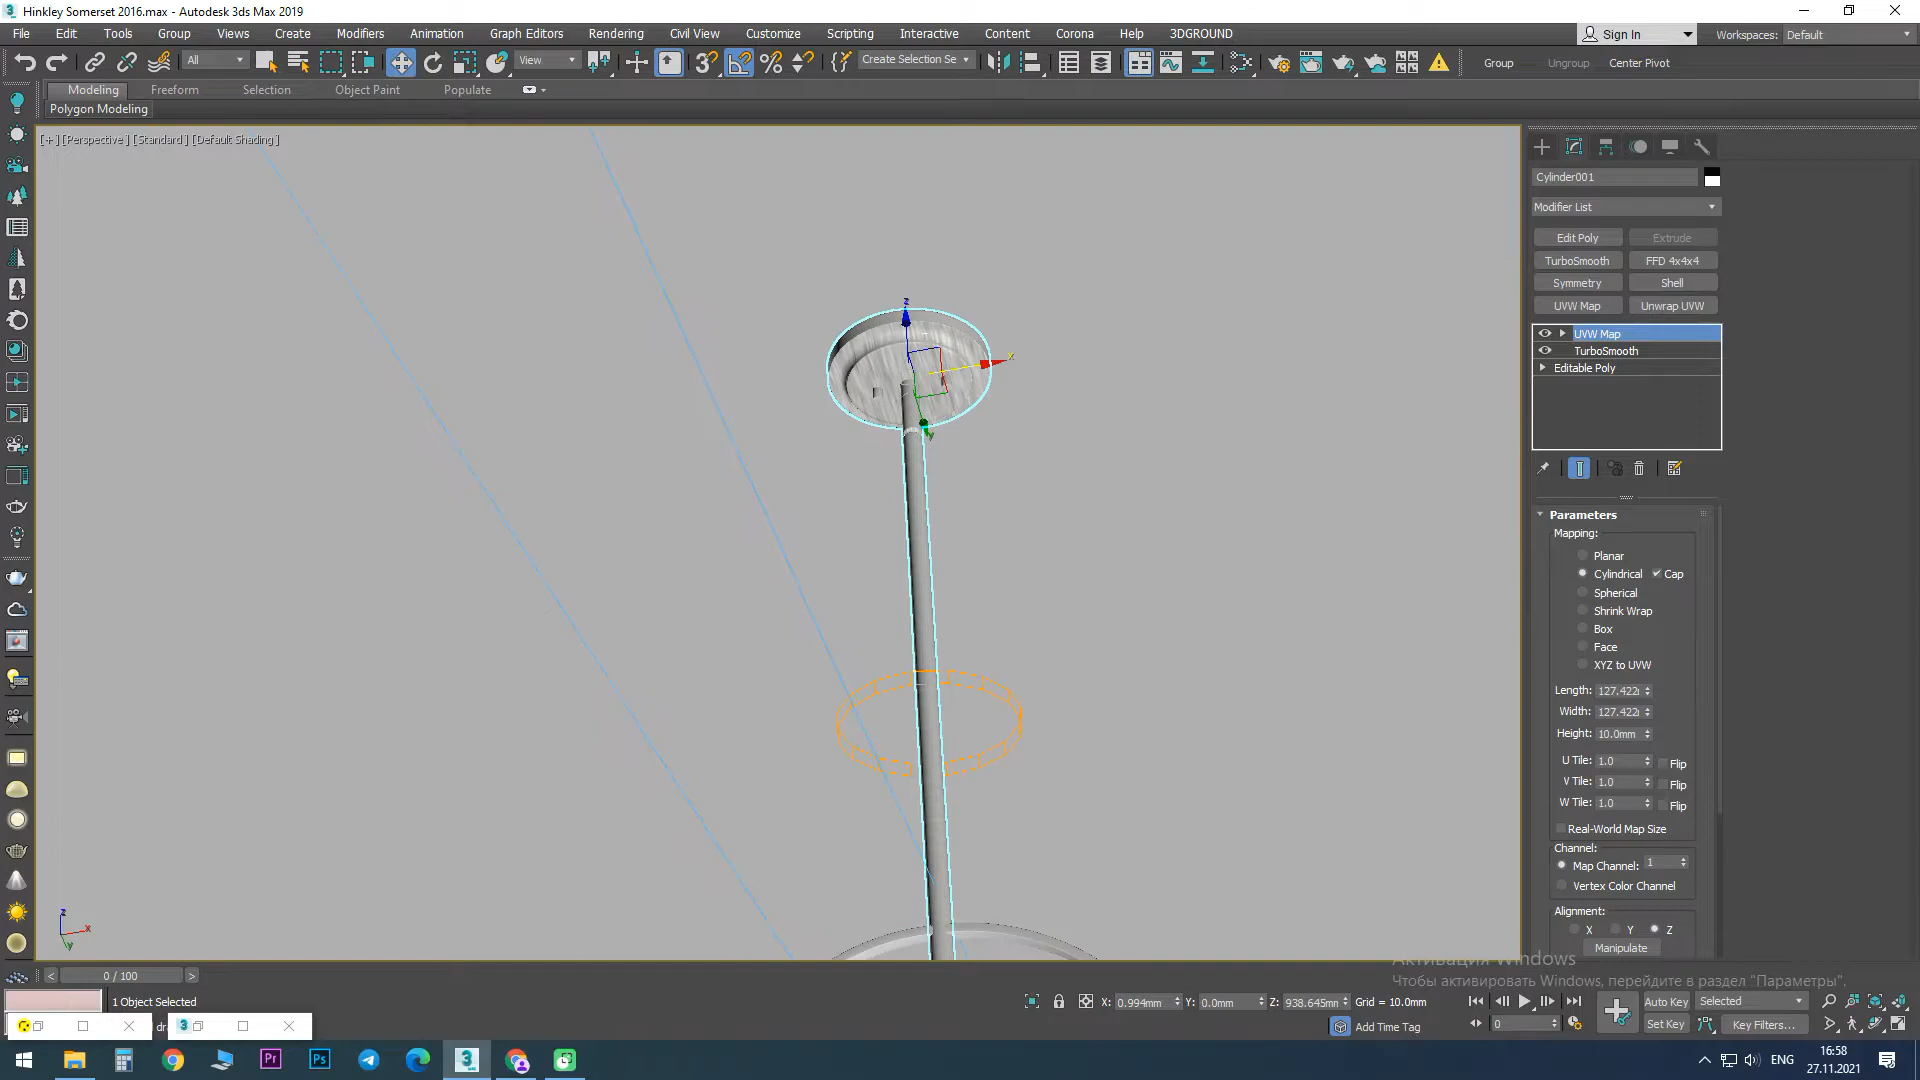 Hinkley Somerset 2016.max - Autodesk 3ds Max 2019
File Edit Tools Group Views Create Modifiers Animation Graph Editors Rendering Civil View Customize Scripting Interactive Content Corona Help 3DGROUND Sign In Workspaces: Default
All View Create Selection Se Group Ungroup Center Pivot
Modeling Freeform Selection Object Paint Populate
Polygon Modeling
[+] [Perspective] [Standard] [Default Shading]
Cylinder001
Modifier List
Edit Poly Extrude
TurboSmooth FFD 4x4x4
Symmetry Shell
UVW Map Unwrap UVW
UVW Map
TurboSmooth
Editable Poly
Parameters
Mapping:
Planar
Cylindrical Cap
Spherical
Shrink Wrap
Box
Face
XYZ to UVW
Length: 127.422
Width: 127.422
Height: 10.0mm
U Tile: 1.0 Flip
V Tile: 1.0 Flip
W Tile: 1.0 Flip
Real-World Map Size
Channel:
Map Channel: 1
Vertex Color Channel
Alignment:
X Y Z
Manipulate
z x y
z x y
Активация Windows
Чтобы активировать Windows, перейдите в раздел "Параметры".
0 / 100
1 Object Selected X: 0.994mm Y: 0.0mm Z: 938.645mm Grid = 10.0mm Auto Key Selected
Add Time Tag 0 Set Key Key Filters...
ENG 16:58
27.11.2021